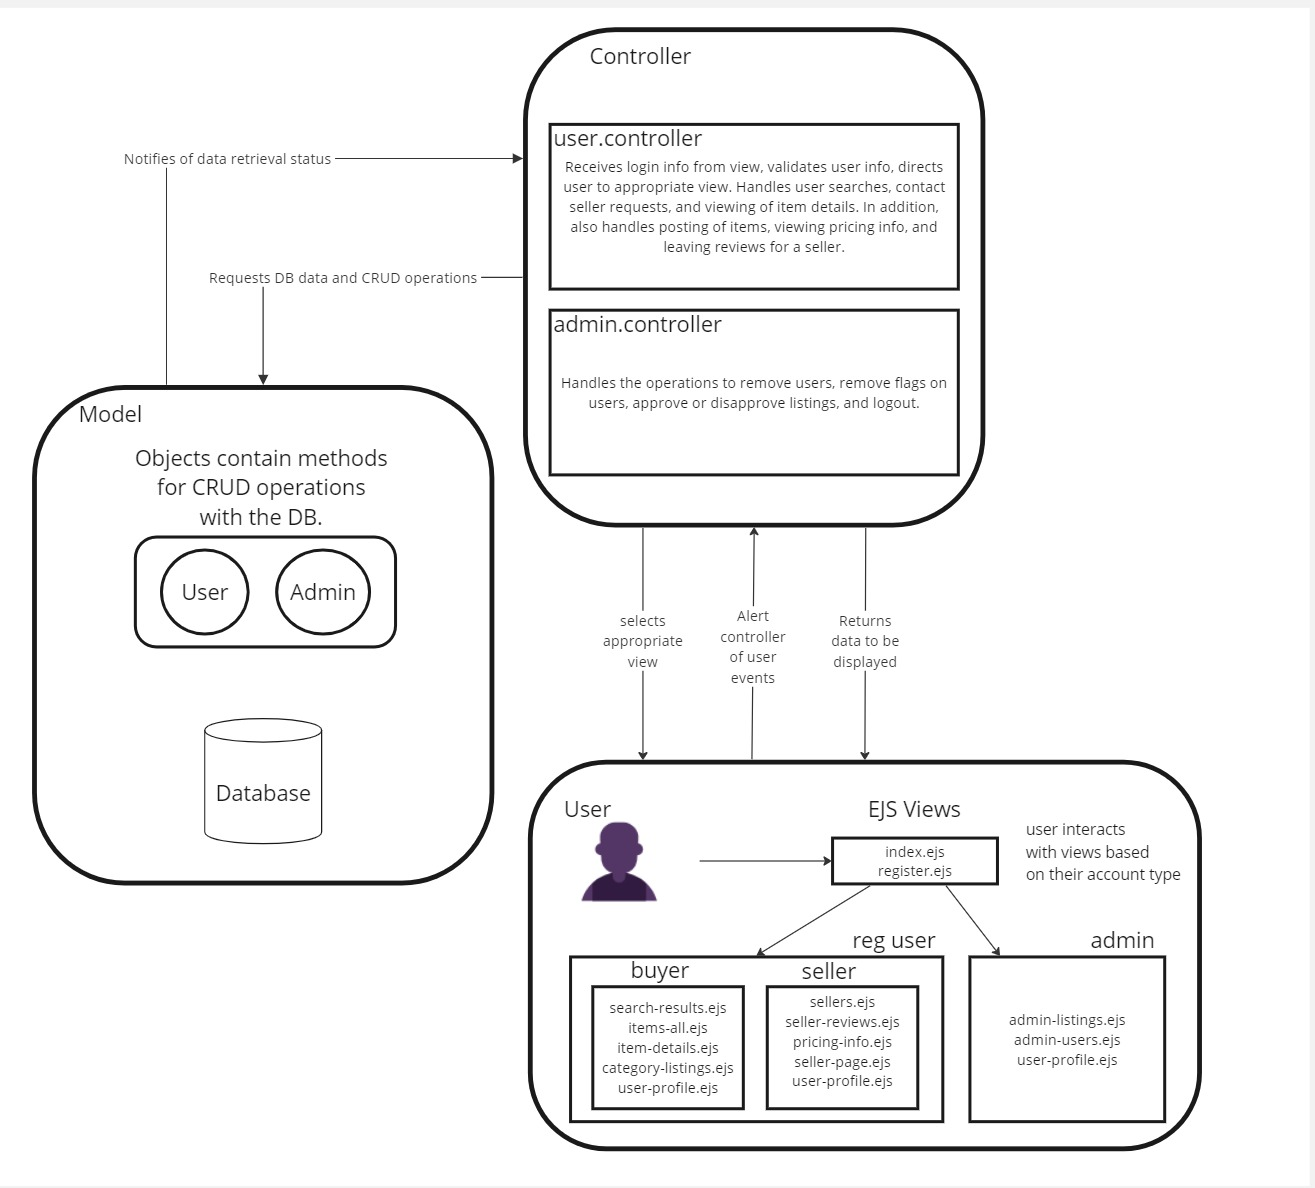 Controller
user.controller
Receives login info from view, validates user info, directs
user to appropriate view. Handles user searches, contact
seller requests, and viewing of item details. In addition,
also handles posting of items, viewing pricing info, and
leaving reviews for a seller.
admin.controller
Handles the operations to remove users, remove flags on
users, approve or disapprove listings, and logout.
Notifies of data retrieval status
Requests DB data and CRUD operations
Model
Objects contain methods
for CRUD operations
with the DB.
User
Admin
Database
selects
appropriate
view
Alert
controller
of user
events
Returns
data to be
displayed
User
EJS Views
index.ejs
register.ejs
user interacts
with views based
on their account type
reg user
buyer
search-results.ejs
items-all.ejs
item-details.ejs
category-listings.ejs
user-profile.ejs
seller
sellers.ejs
seller-reviews.ejs
pricing-info.ejs
seller-page.ejs
user-profile.ejs
admin
admin-listings.ejs
admin-users.ejs
user-profile.ejs